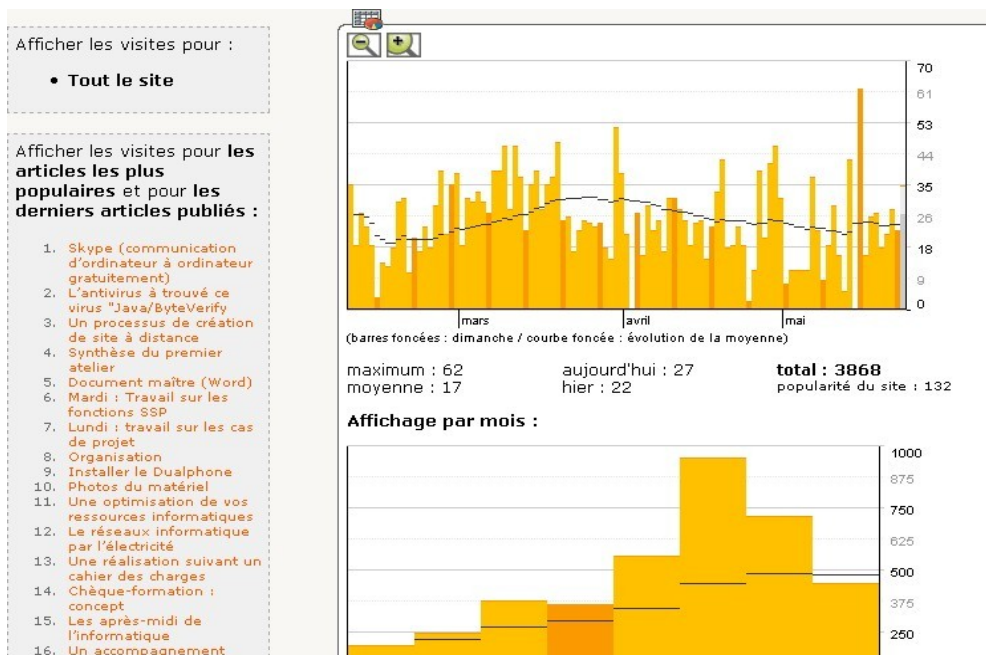 Afficher les visites pour :
• Tout le site
Afficher les visites pour les
articles les plus
populaires et pour les
derniers articles publiés :
1. Skype (communication
d'ordinateur à ordinateur
gratuitement)
2. L'antivirus à trouvé ce
virus "Java/ByteVerify
3. Un processus de création
de site à distance
4. Synthèse du premier
atelier
5. Document maître (Word)
6. Mardi : Travail sur les
fonctions SSP
7. Lundi : travail sur les cas
de projet
8. Organisation
9. Installer le Dualphone
10. Photos du matériel
11. Une optimisation de vos
ressources informatiques
12. Le réseaux informatique
par l'électricité
13. Une réalisation suivant un
cahier des charges
14. Chèque-formation :
concept
15. Les après-midi de
l'informatique
16. Un accompagnement
70
61
53
44
35
26
18
9
0
mars avril mai
(barres foncées : dimanche / courbe foncée : évolution de la moyenne)
maximum : 62 aujourd'hui : 27 total : 3868
moyenne : 17 hier : 22 popularité du site : 132
Affichage par mois :
1000
875
750
625
500
375
250